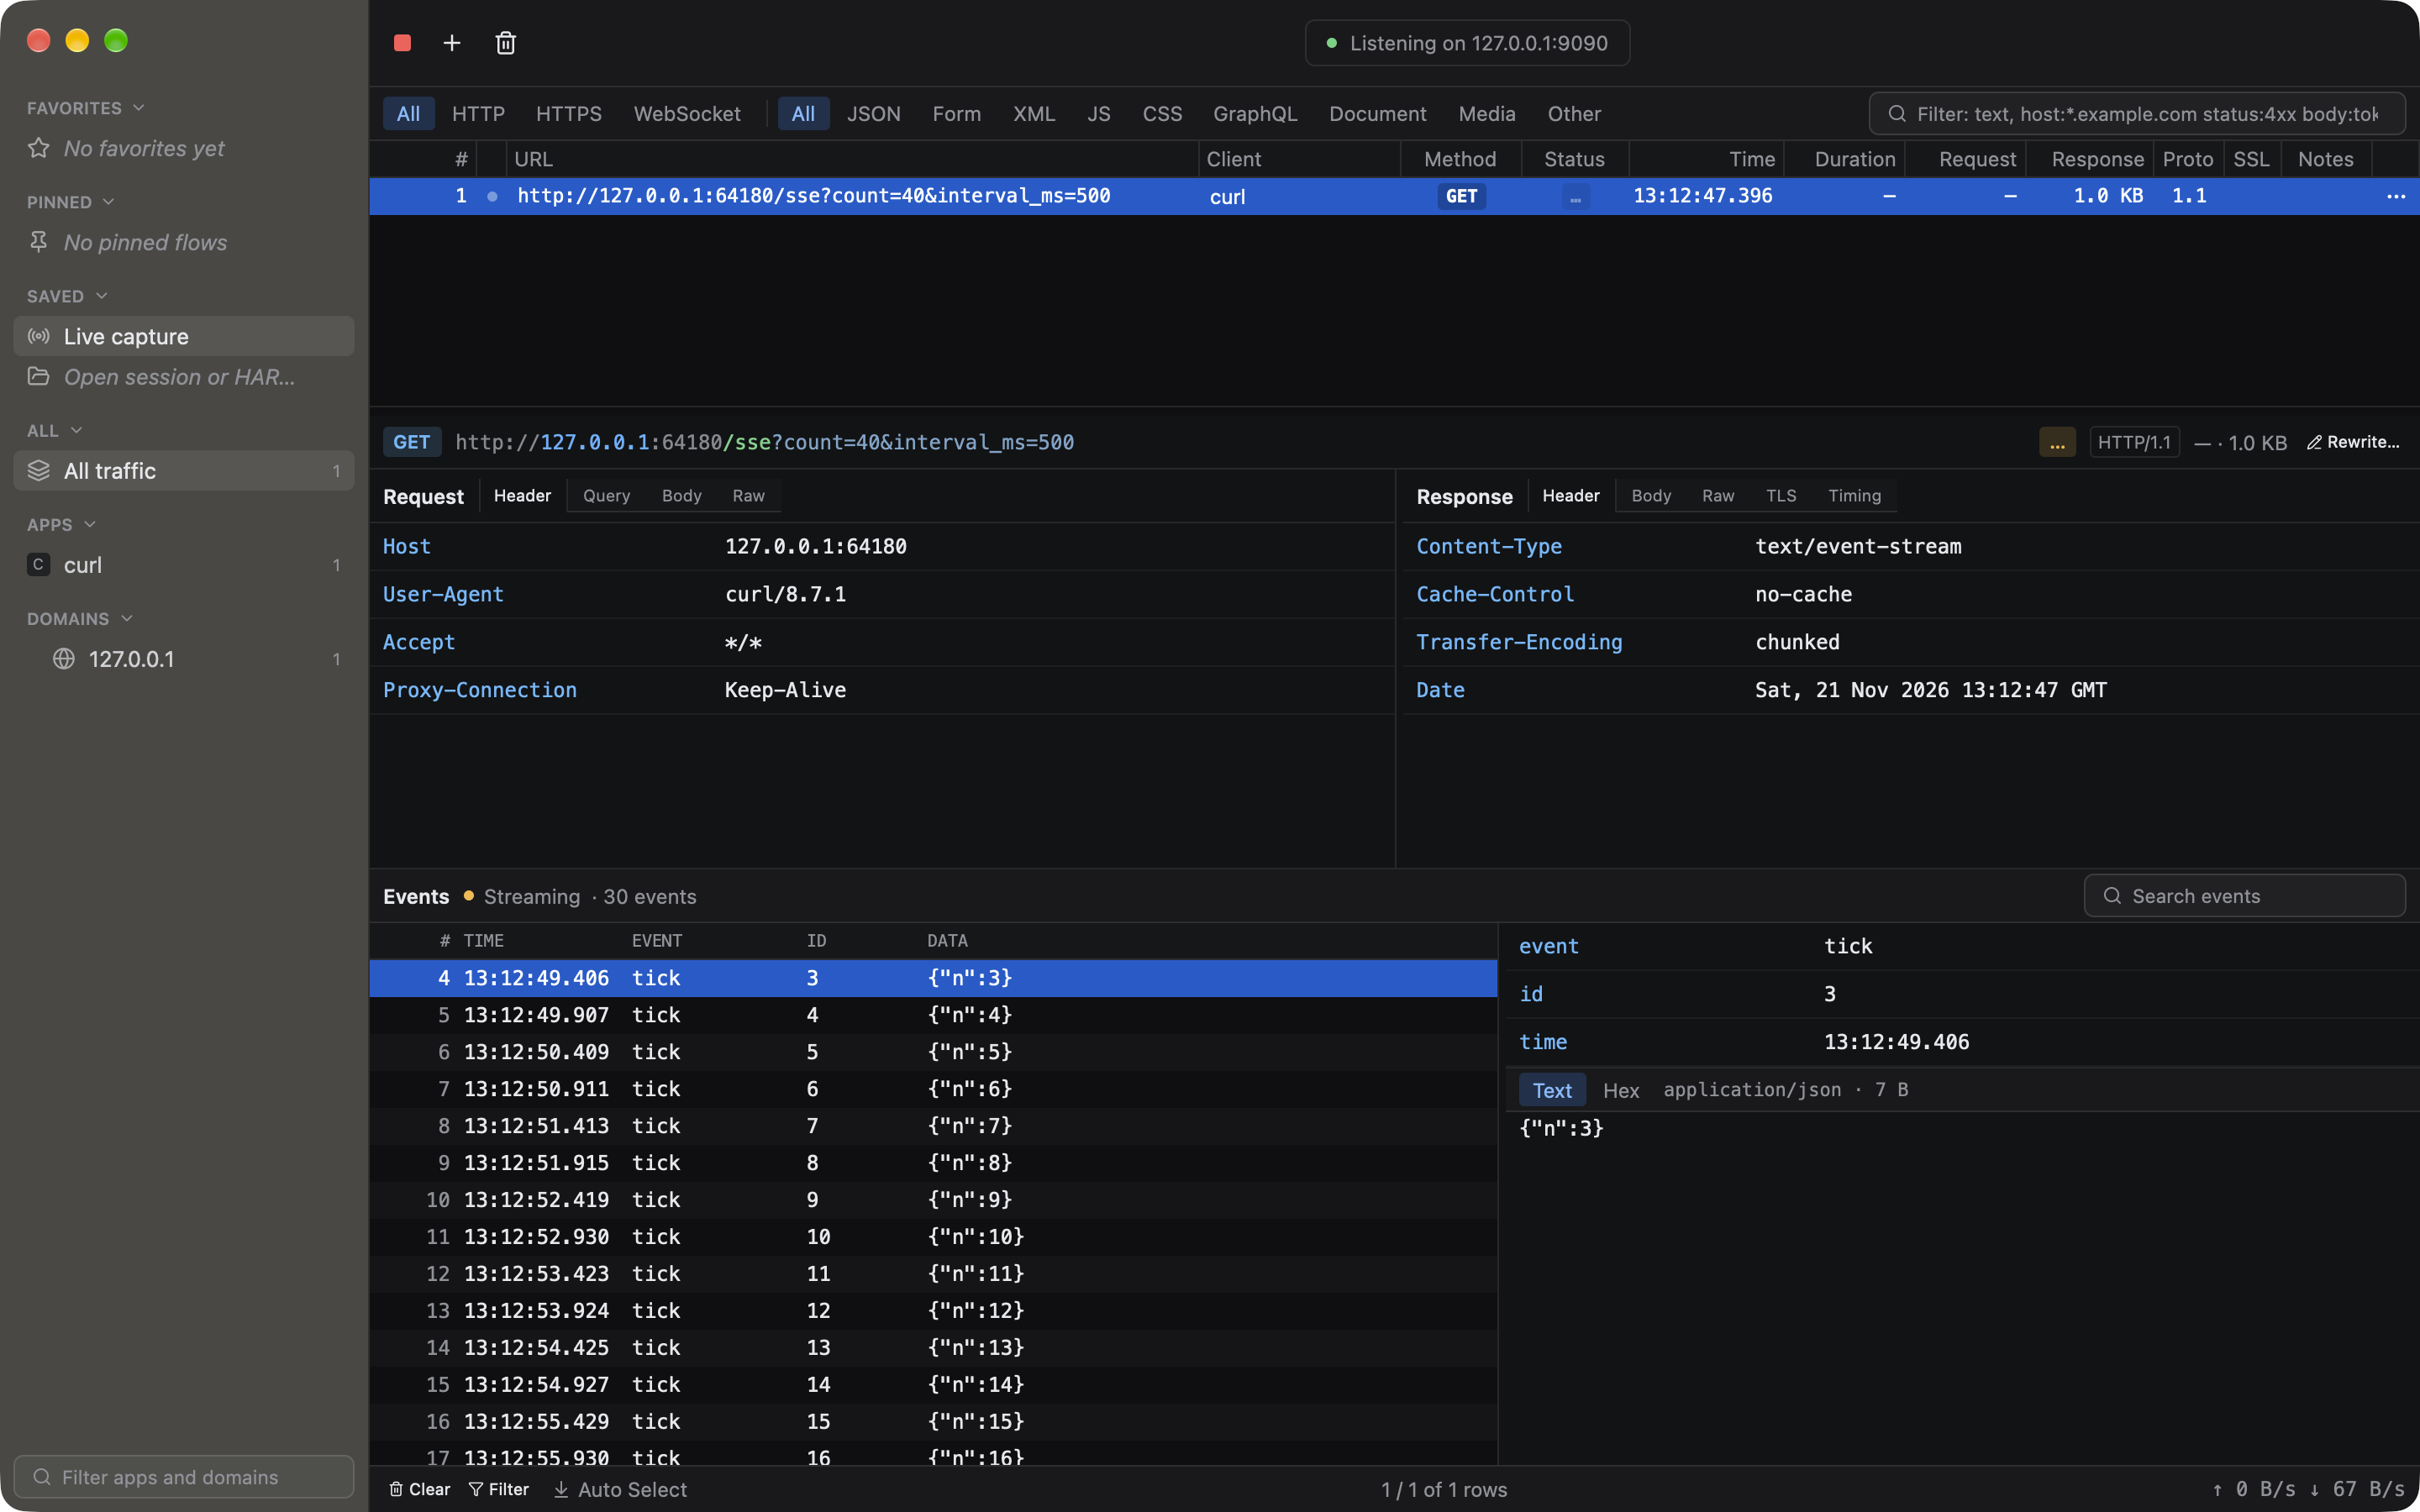 Listening on 127.0.0.1:9090
FAVORITES
No favorites yet
PINNED
No pinned flows
SAVED
Live capture
Open session or HAR...
ALL
All traffic 1
APPS
C curl 1
DOMAINS
127.0.0.1 1
Filter apps and domains
All HTTP HTTPS WebSocket All JSON Form XML JS CSS GraphQL Document Media Other Filter: text, host:*.example.com status:4xx body:tok
# URL Client Method Status Time Duration Request Response Proto SSL Notes
1 http://127.0.0.1:64180/sse?count=40&interval_ms=500 curl GET … 13:12:47.396 — — 1.0 KB 1.1 ...
GET http://127.0.0.1:64180/sse?count=40&interval_ms=500 … HTTP/1.1 — · 1.0 KB Rewrite…
Request Header Query Body Raw
Host 127.0.0.1:64180
User-Agent curl/8.7.1
Accept */*
Proxy-Connection Keep-Alive
Response Header Body Raw TLS Timing
Content-Type text/event-stream
Cache-Control no-cache
Transfer-Encoding chunked
Date Sat, 21 Nov 2026 13:12:47 GMT
Events Streaming · 30 events Search events
# TIME EVENT ID DATA
4 13:12:49.406 tick 3 {"n":3}
5 13:12:49.907 tick 4 {"n":4}
6 13:12:50.409 tick 5 {"n":5}
7 13:12:50.911 tick 6 {"n":6}
8 13:12:51.413 tick 7 {"n":7}
9 13:12:51.915 tick 8 {"n":8}
10 13:12:52.419 tick 9 {"n":9}
11 13:12:52.930 tick 10 {"n":10}
12 13:12:53.423 tick 11 {"n":11}
13 13:12:53.924 tick 12 {"n":12}
14 13:12:54.425 tick 13 {"n":13}
15 13:12:54.927 tick 14 {"n":14}
16 13:12:55.429 tick 15 {"n":15}
17 13:12:55.930 tick 16 {"n":16}
event tick
id 3
time 13:12:49.406
Text Hex application/json · 7 B
{"n":3}
Clear Filter Auto Select 1 / 1 of 1 rows ↑ 0 B/s ↓ 67 B/s